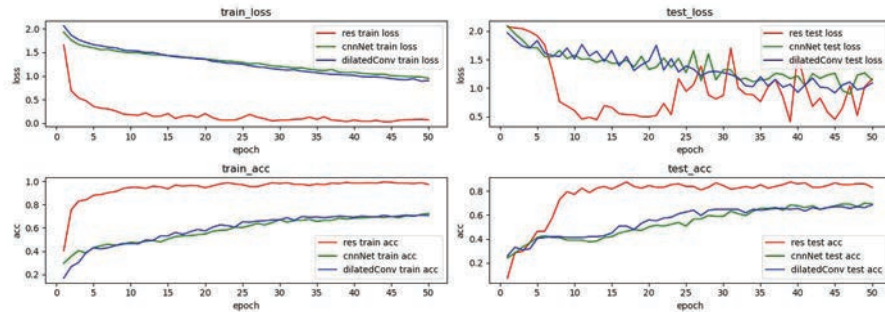 train_loss
2.0
1.5
1.0
0.5
0.0
loss
res train loss
cnnNet train loss
dilatedConv train loss
0 5 10 15 20 25 30 35 40 45 50
epoch
test_loss
2.0
1.5
1.0
0.5
loss
res test loss
cnnNet test loss
dilatedConv test loss
0 5 10 15 20 25 30 35 40 45 50
epoch
train_acc
1.0
0.8
0.6
0.4
0.2
acc
res train acc
cnnNet train acc
dilatedConv train acc
0 5 10 15 20 25 30 35 40 45 50
epoch
test_acc
0.8
0.6
0.4
0.2
acc
res test acc
cnnNet test acc
dilatedConv test acc
0 5 10 15 20 25 30 35 40 45 50
epoch